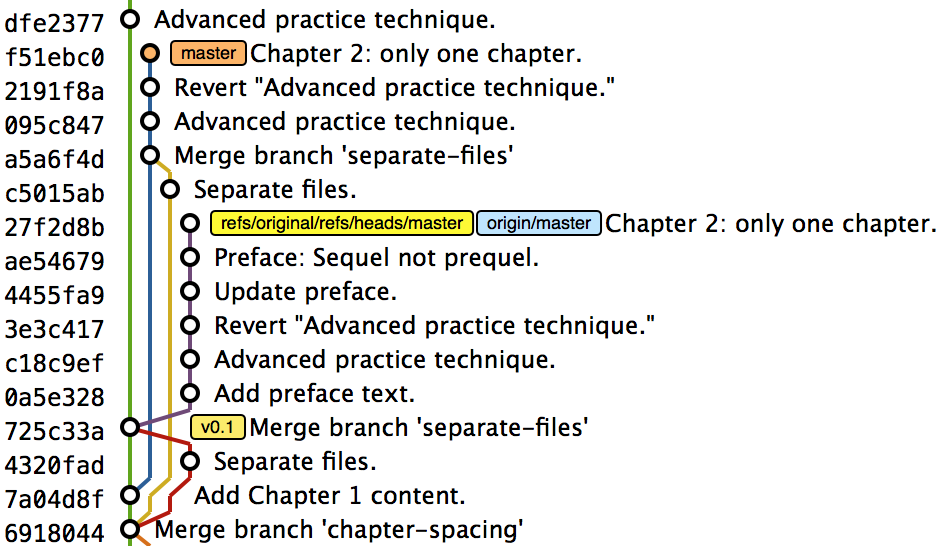 dfe2377 Advanced practice technique.
f51ebc0 master Chapter 2: only one chapter.
2191f8a Revert "Advanced practice technique."
095c847 Advanced practice technique.
a5a6f4d Merge branch 'separate-files'
c5015ab Separate files.
27f2d8b refs/original/refs/heads/master origin/master Chapter 2: only one chapter.
ae54679 Preface: Sequel not prequel.
4455fa9 Update preface.
3e3c417 Revert "Advanced practice technique."
c18c9ef Advanced practice technique.
0a5e328 Add preface text.
725c33a v0.1 Merge branch 'separate-files'
4320fad Separate files.
7a04d8f Add Chapter 1 content.
6918044 Merge branch 'chapter-spacing'